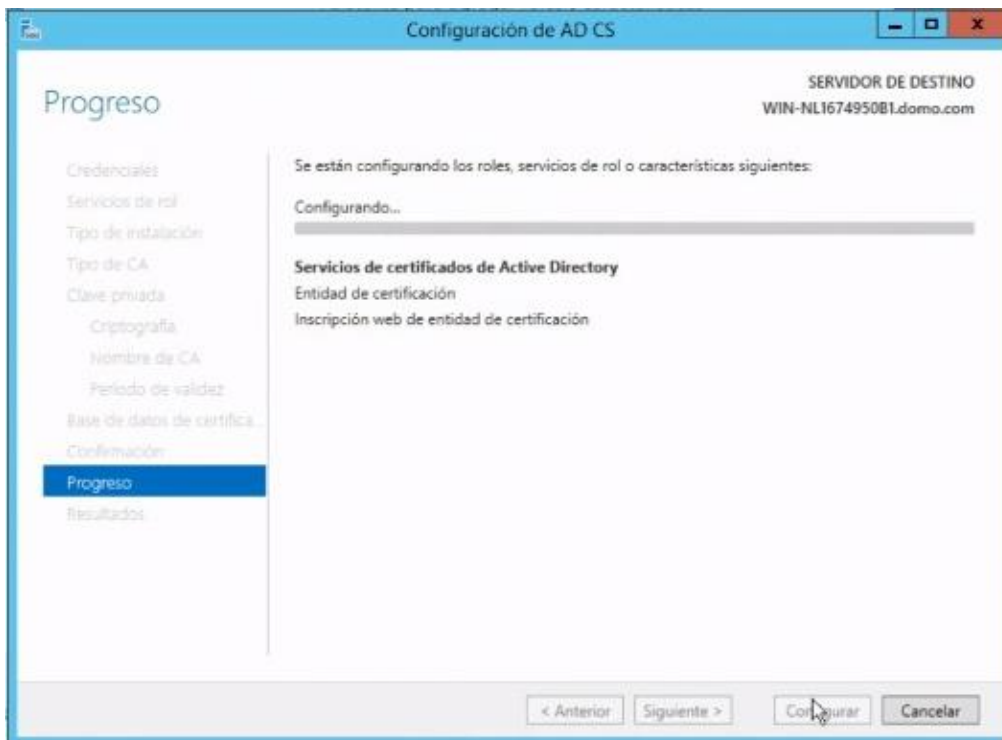 Configuración de AD CS
Progreso
SERVIDOR DE DESTINO
WIN-NL1674950B1.domo.com
Credenciales
Servicios de rol
Tipo de instalación
Tipo de CA
Clave privada
Criptografía
Nombre de CA
Período de validez
Base de datos de certifica...
Confirmación
Progreso
Resultados
Se están configurando los roles, servicios de rol o características siguientes:
Configurando...
Servicios de certificados de Active Directory
Entidad de certificación
Inscripción web de entidad de certificación
< Anterior
Siguiente >
Configurar
Cancelar